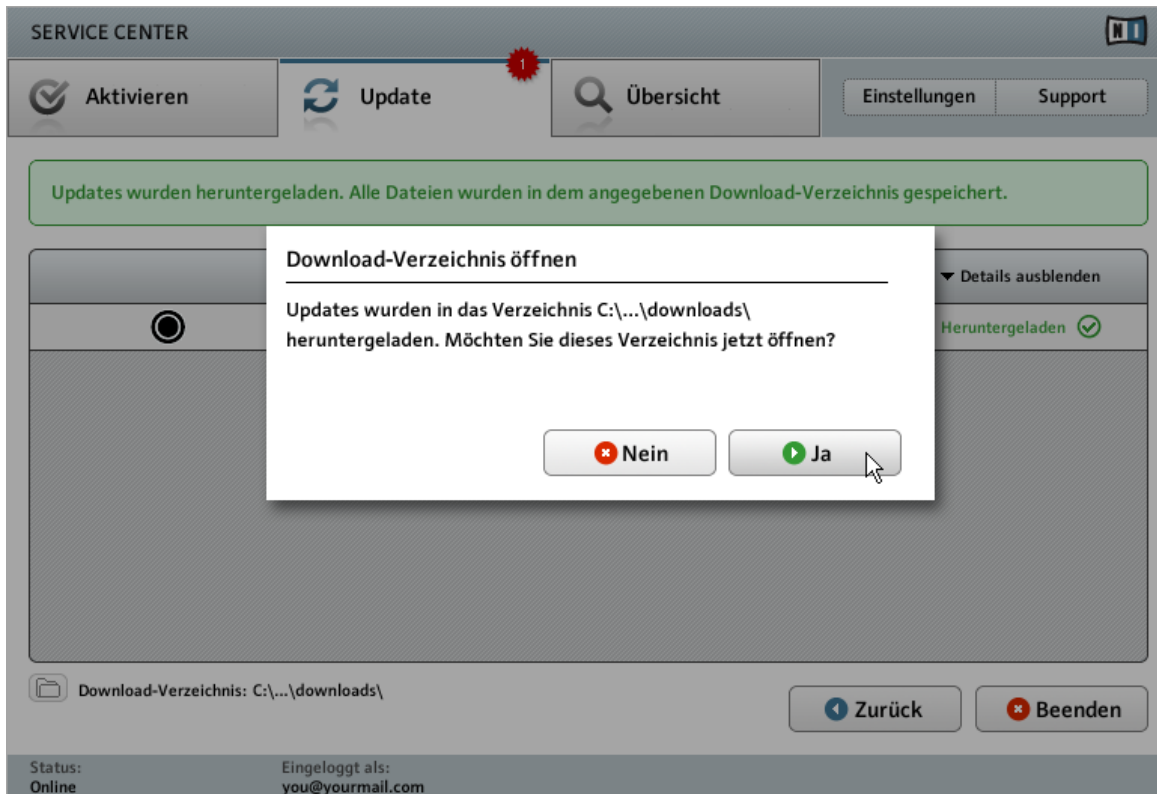 SERVICE CENTER
NI
Aktivieren
Update
1
Übersicht
Einstellungen
Support
Updates wurden heruntergeladen. Alle Dateien wurden in dem angegebenen Download-Verzeichnis gespeichert.
Details ausblenden
Heruntergeladen
Download-Verzeichnis öffnen
Updates wurden in das Verzeichnis C:\...\downloads\
heruntergeladen. Möchten Sie dieses Verzeichnis jetzt öffnen?
Nein
Ja
Download-Verzeichnis: C:\...\downloads\
Zurück
Beenden
Status:
Online
Eingeloggt als:
you@yourmail.com